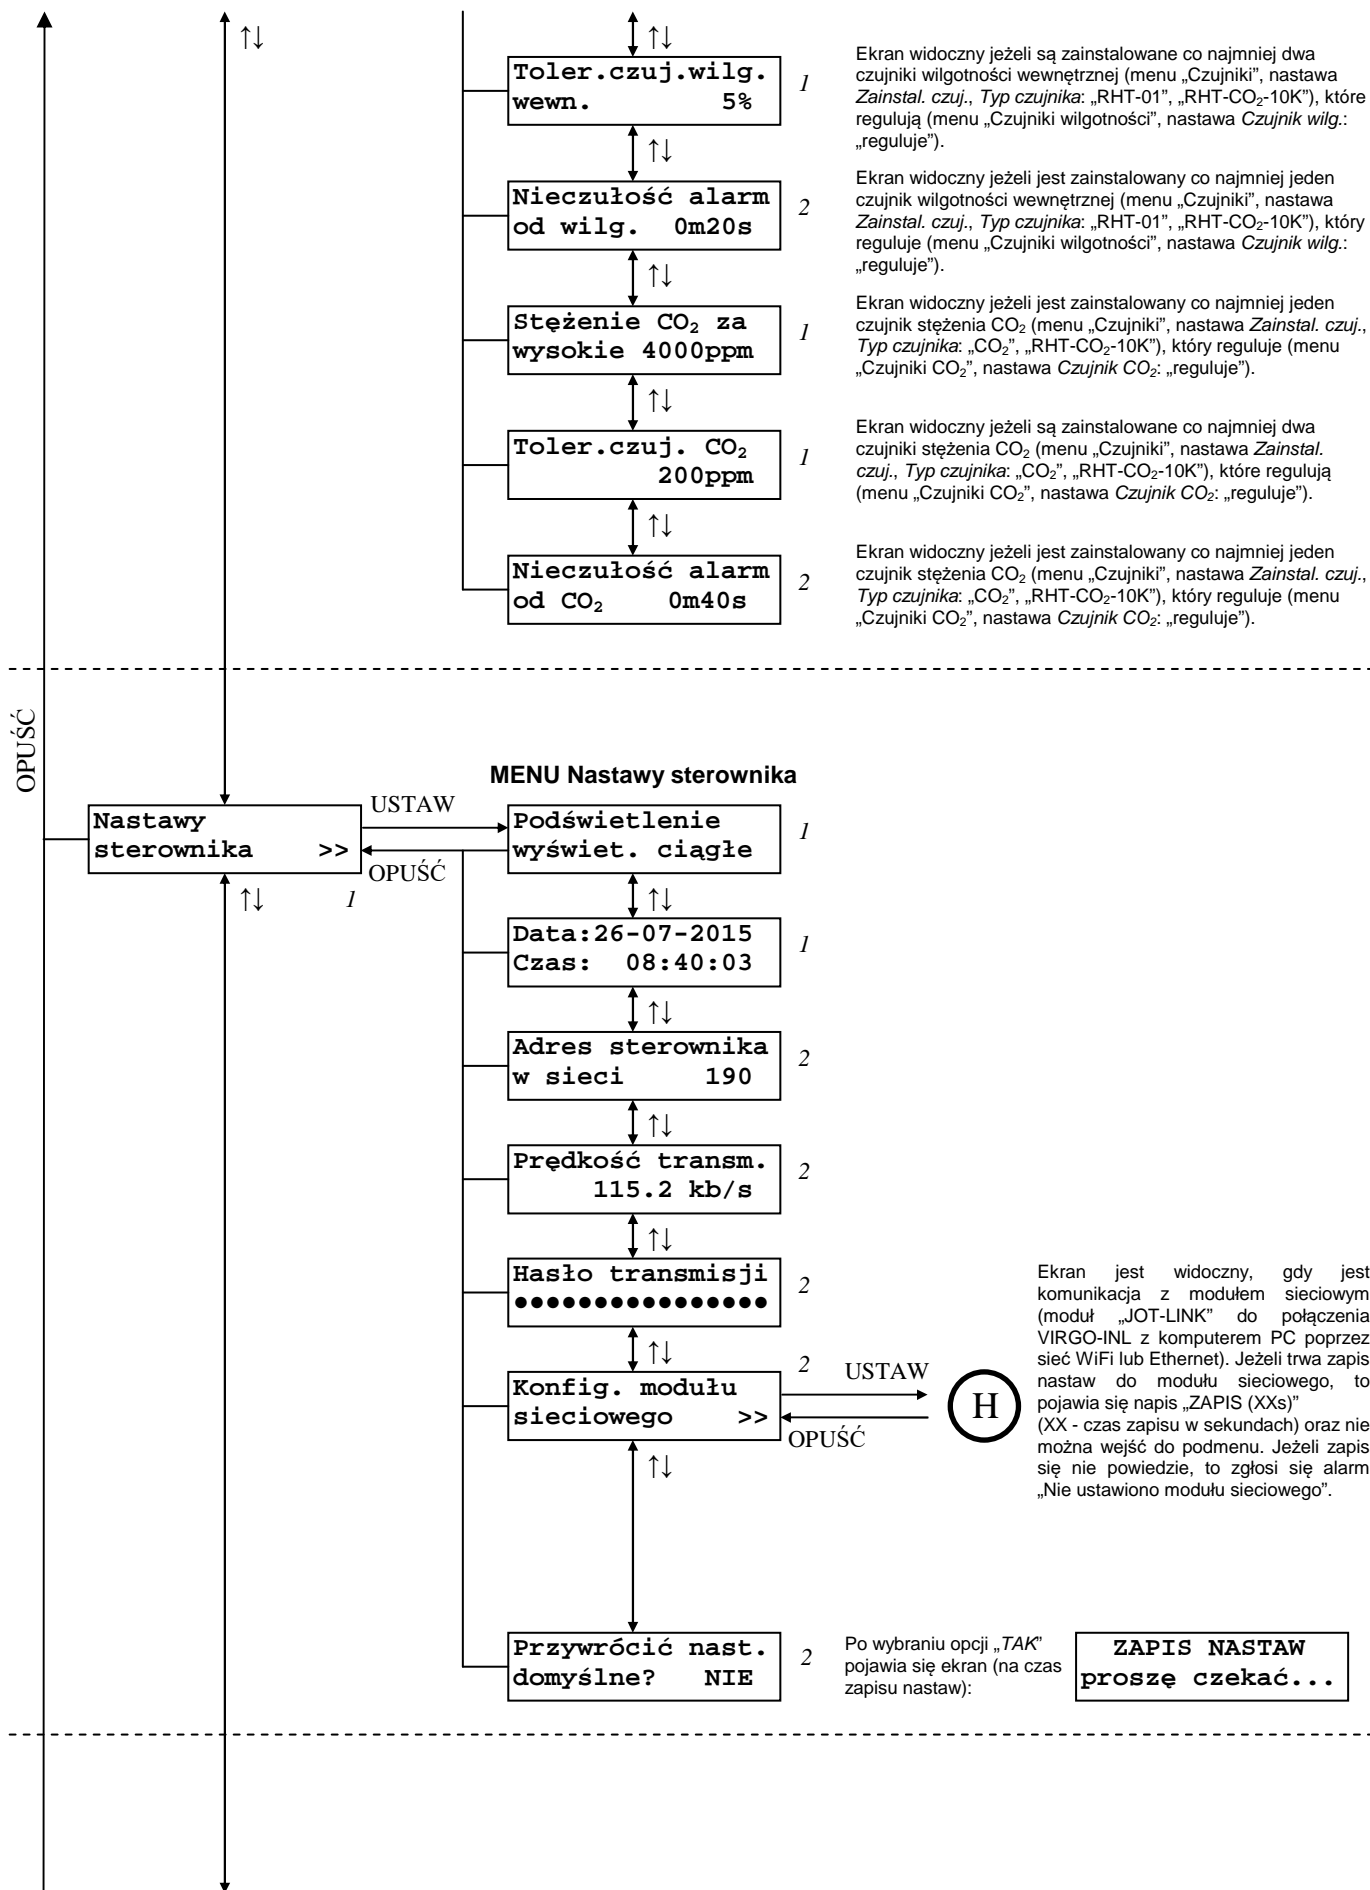 ↑↓
↑↓
Toler.czuj.wilg.
wewn. 5%
1
Ekran widoczny jeżeli są zainstalowane co najmniej dwa
czujniki wilgotności wewnętrznej (menu „Czujniki”, nastawa
Zainstal. czuj., Typ czujnika: „RHT-01”, „RHT-CO₂-10K”), które
regulują (menu „Czujniki wilgotności”, nastawa Czujnik wilg.:
„reguluje”).
↑↓
Nieczułość alarm
od wilg. 0m20s
2
Ekran widoczny jeżeli jest zainstalowany co najmniej jeden
czujnik wilgotności wewnętrznej (menu „Czujniki”, nastawa
Zainstal. czuj., Typ czujnika: „RHT-01”, „RHT-CO₂-10K”), który
reguluje (menu „Czujniki wilgotności”, nastawa Czujnik wilg.:
„reguluje”).
↑↓
Stężenie CO₂ za
wysokie 4000ppm
1
Ekran widoczny jeżeli jest zainstalowany co najmniej jeden
czujnik stężenia CO₂ (menu „Czujniki”, nastawa Zainstal. czuj.,
Typ czujnika: „CO₂”, „RHT-CO₂-10K”), który reguluje (menu
„Czujniki CO₂”, nastawa Czujnik CO₂: „reguluje”).
↑↓
Toler.czuj. CO₂
200ppm
1
Ekran widoczny jeżeli są zainstalowane co najmniej dwa
czujniki stężenia CO₂ (menu „Czujniki”, nastawa Zainstal.
czuj., Typ czujnika: „CO₂”, „RHT-CO₂-10K”), które regulują
(menu „Czujniki CO₂”, nastawa Czujnik CO₂: „reguluje”).
↑↓
Nieczułość alarm
od CO₂ 0m40s
2
Ekran widoczny jeżeli jest zainstalowany co najmniej jeden
czujnik stężenia CO₂ (menu „Czujniki”, nastawa Zainstal. czuj.,
Typ czujnika: „CO₂”, „RHT-CO₂-10K”), który reguluje (menu
„Czujniki CO₂”, nastawa Czujnik CO₂: „reguluje”).
OPUŚĆ
MENU Nastawy sterownika
Nastawy
sterownika >>
1
↑↓
USTAW
OPUŚĆ
Podświetlenie
wyświet. ciągłe
1
↑↓
Data:26-07-2015
Czas: 08:40:03
1
↑↓
Adres sterownika
w sieci 190
2
↑↓
Prędkość transm.
115.2 kb/s
2
↑↓
Hasło transmisji
●●●●●●●●●●●●●●●●
2
↑↓
Konfig. modułu
sieciowego >>
2
USTAW
OPUŚĆ
H
Ekran jest widoczny, gdy jest
komunikacja z modułem sieciowym
(moduł „JOT-LINK” do połączenia
VIRGO-INL z komputerem PC poprzez
sieć WiFi lub Ethernet). Jeżeli trwa zapis
nastaw do modułu sieciowego, to
pojawia się napis „ZAPIS (XXs)”
(XX - czas zapisu w sekundach) oraz nie
można wejść do podmenu. Jeżeli zapis
się nie powiedzie, to zgłosi się alarm
„Nie ustawiono modułu sieciowego”.
↑↓
Przywrócić nast.
domyślne? NIE
2
Po wybraniu opcji „TAK”
pojawia się ekran (na czas
zapisu nastaw):
ZAPIS NASTAW
proszę czekać...